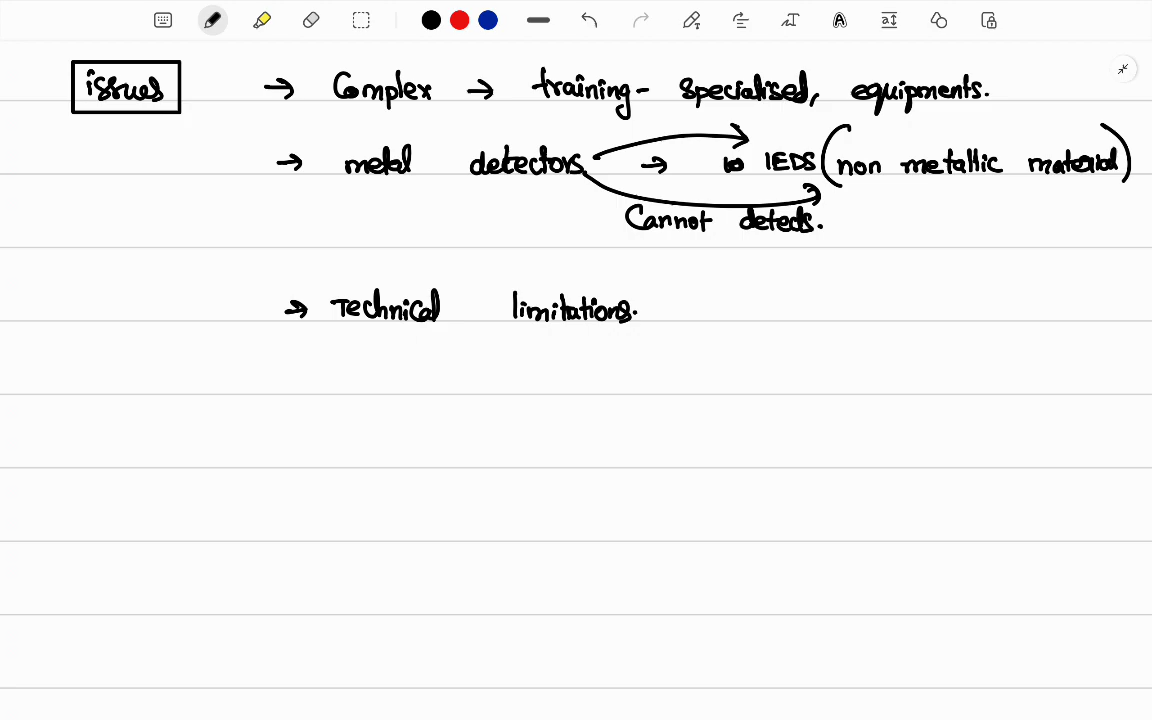 issues → Complex → training - specialised, equipments.
→ metal detectors → IEDS (non metallic material)
Cannot detects.
→ Technical limitations.